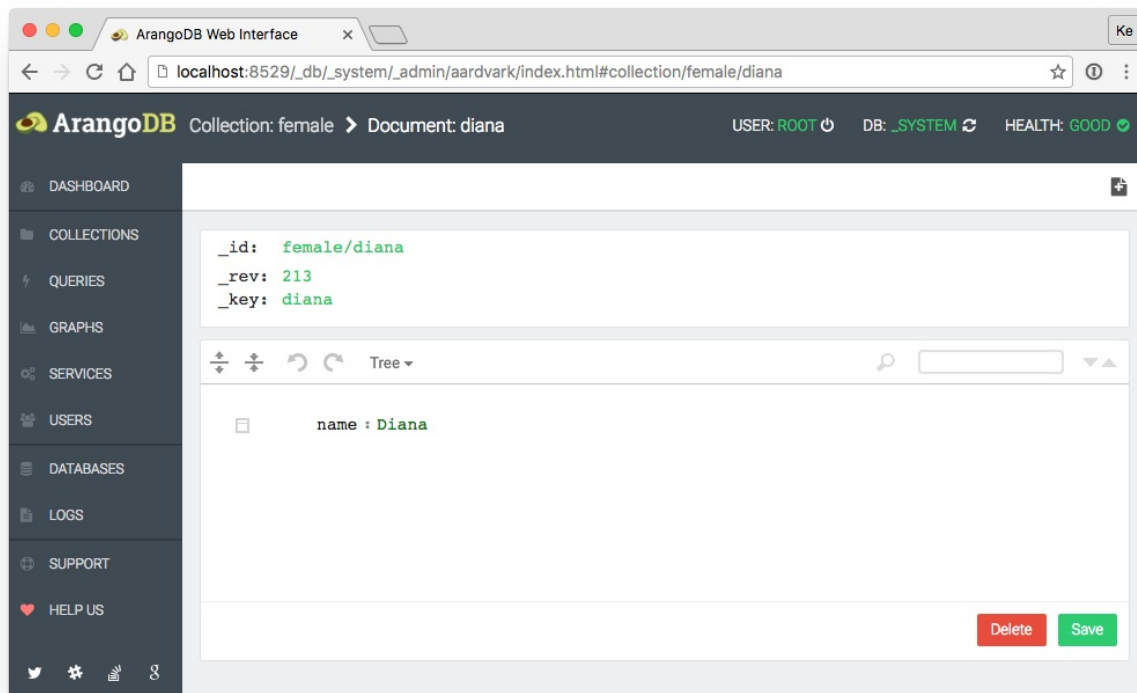 ArangoDB Web Interface
Ke
localhost:8529/_db/_system/_admin/aardvark/index.html#collection/female/diana
ArangoDB Collection: female Document: diana USER: ROOT DB: _SYSTEM HEALTH: GOOD
DASHBOARD
COLLECTIONS
QUERIES
GRAPHS
SERVICES
USERS
DATABASES
LOGS
SUPPORT
HELP US
_id: female/diana
_rev: 213
_key: diana
Tree
name : Diana
Delete Save